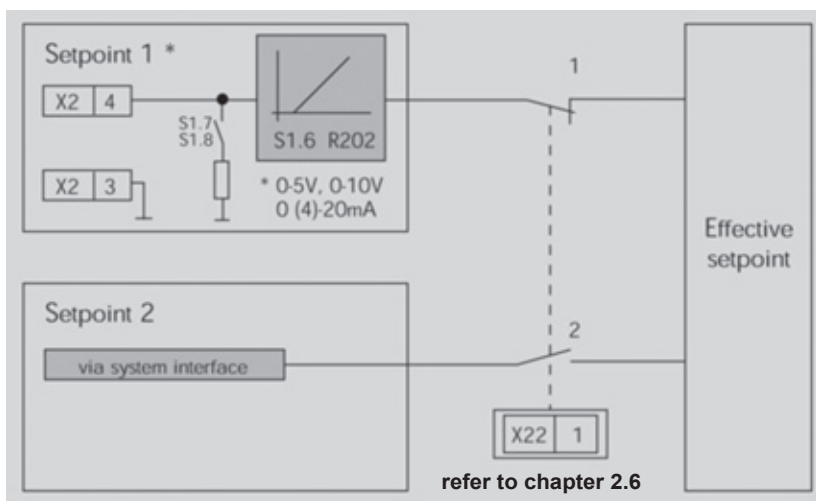 Setpoint 1 *
X2 4
S1.7
S1.8
S1.6 R202
X2 3
* 0-5V, 0-10V
0 (4)-20mA
1
Effective
setpoint
Setpoint 2
via system interface
2
X22 1
refer to chapter 2.6